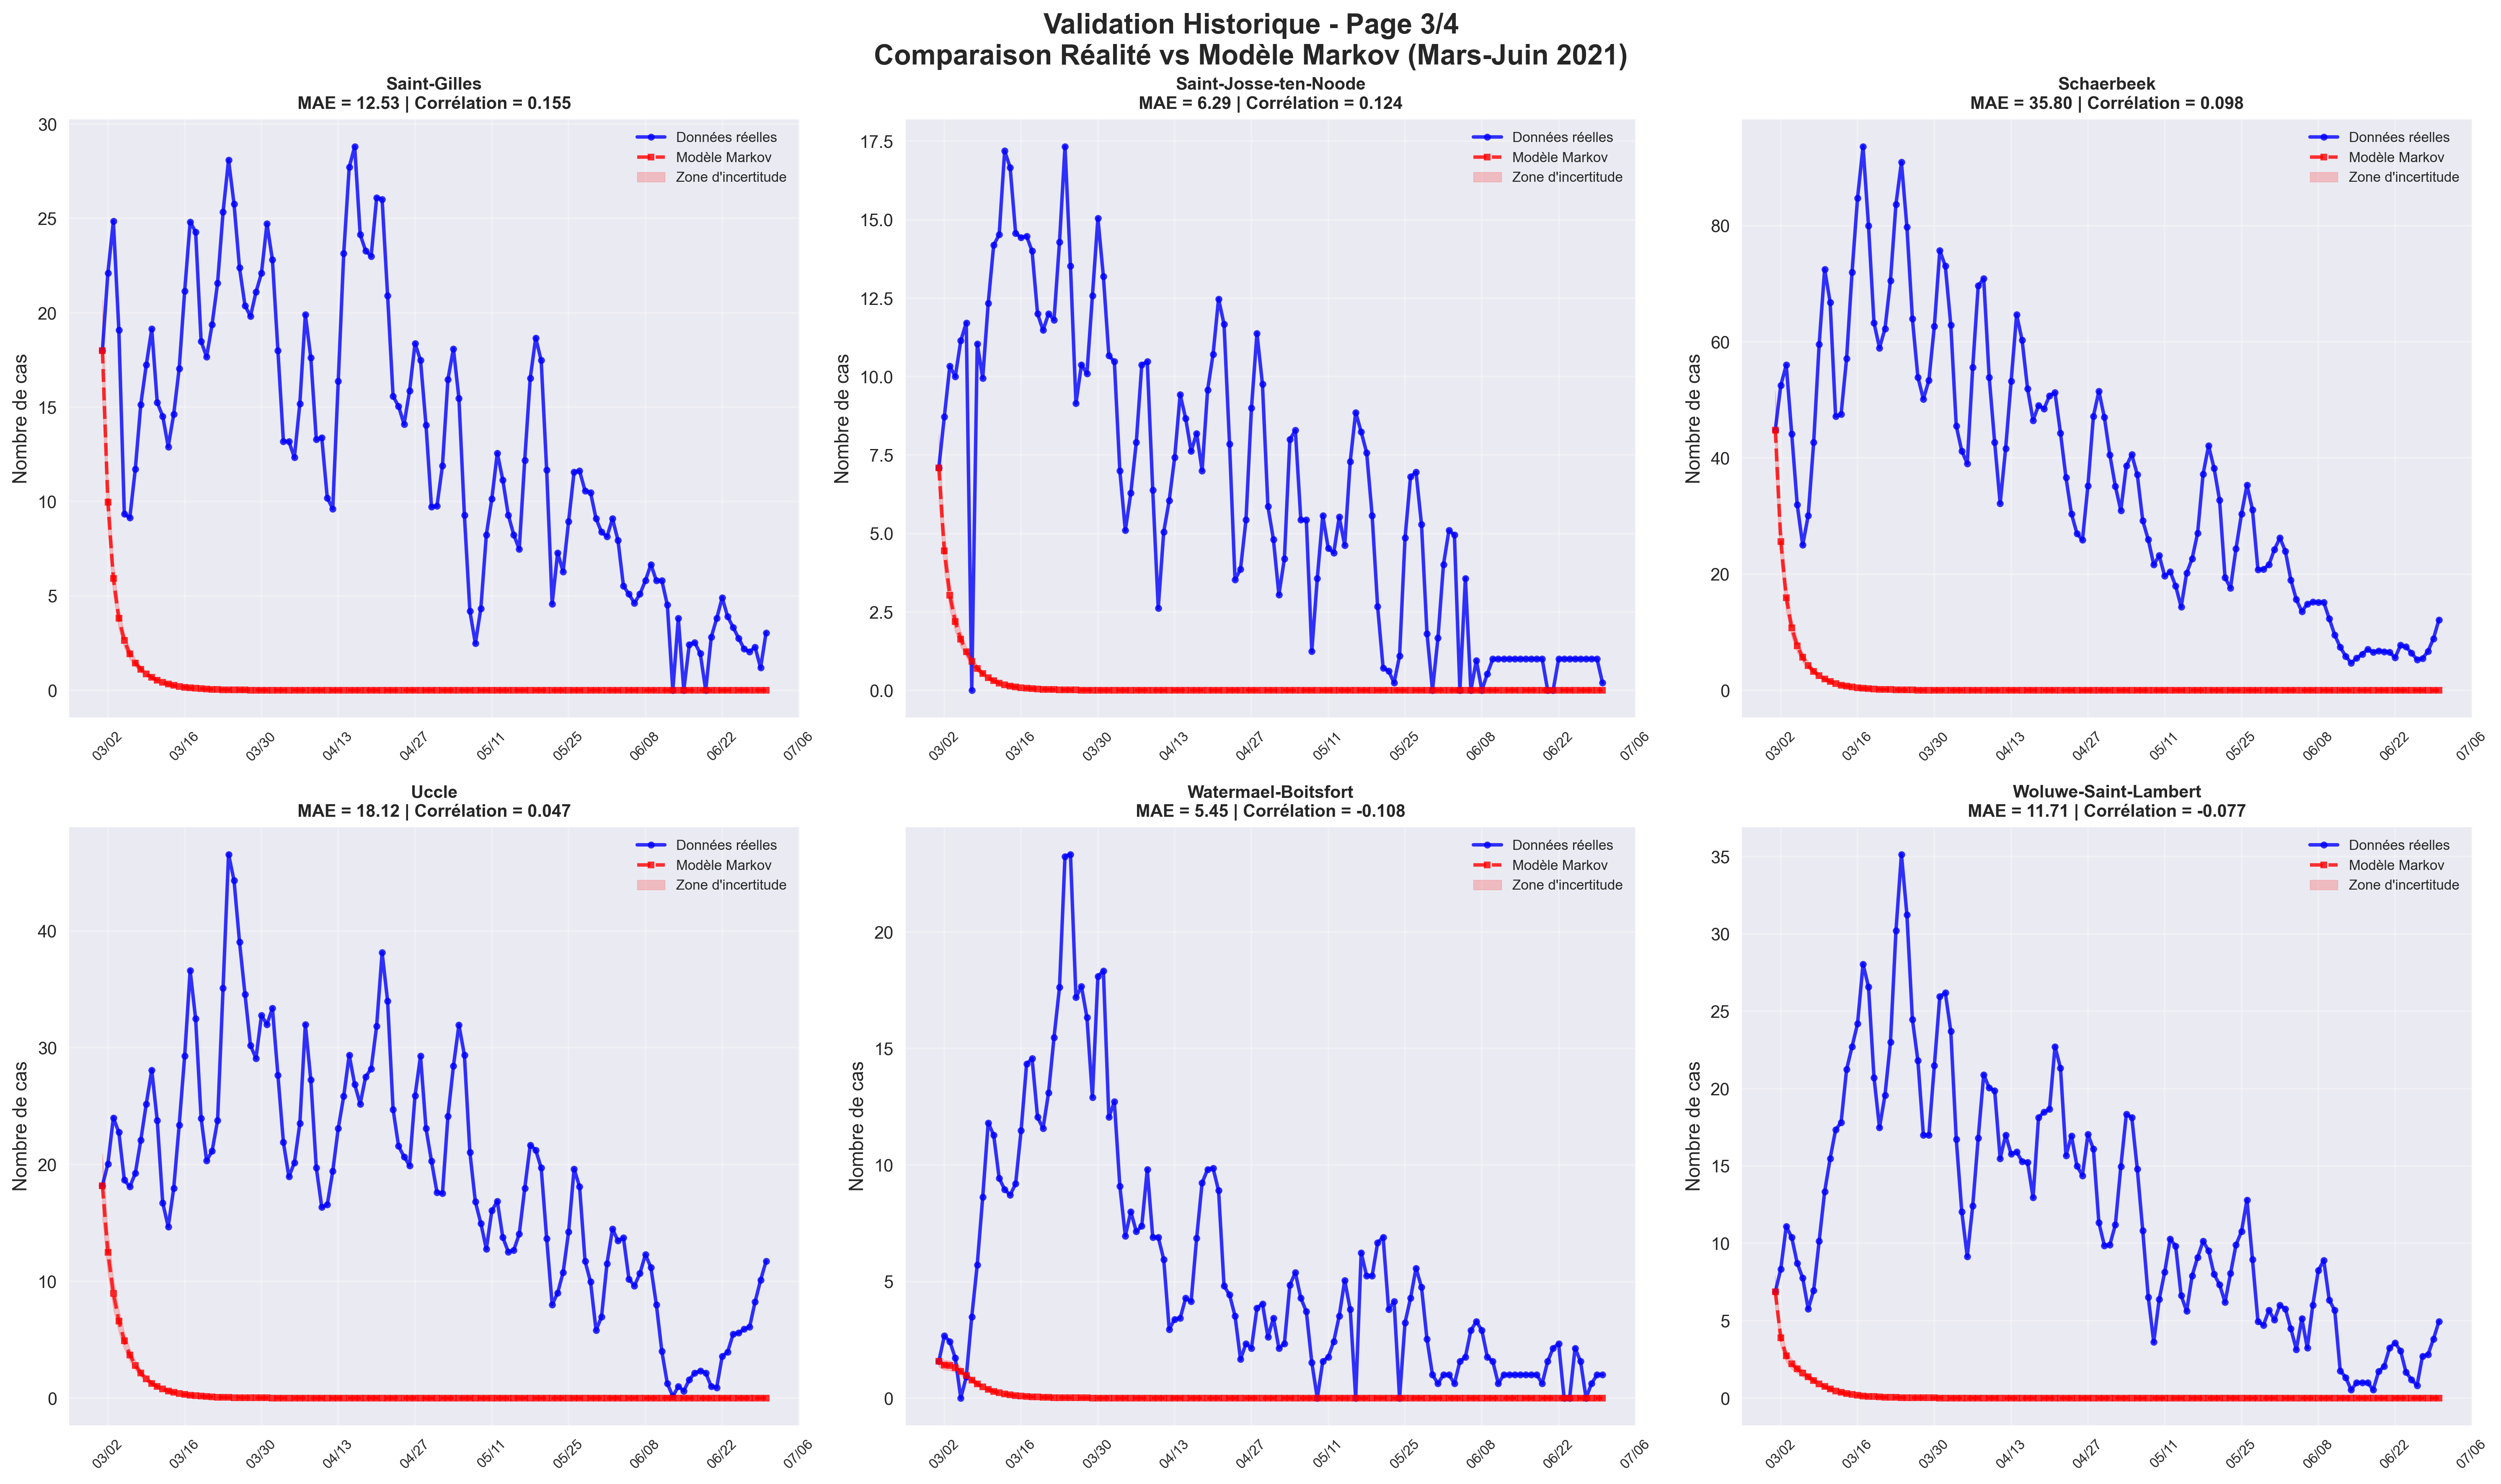 Validation Historique - Page 3/4
Comparaison Réalité vs Modèle Markov (Mars-Juin 2021)
Saint-Gilles
MAE = 12.53 | Corrélation = 0.155
Nombre de cas
30
25
20
15
10
5
0
Données réelles
Modèle Markov
Zone d'incertitude
03/02
03/16
03/30
04/13
04/27
05/11
05/25
06/08
06/22
07/06
Saint-Josse-ten-Noode
MAE = 6.29 | Corrélation = 0.124
Nombre de cas
17.5
15.0
12.5
10.0
7.5
5.0
2.5
0.0
Données réelles
Modèle Markov
Zone d'incertitude
03/02
03/16
03/30
04/13
04/27
05/11
05/25
06/08
06/22
07/06
Schaerbeek
MAE = 35.80 | Corrélation = 0.098
Nombre de cas
80
60
40
20
0
Données réelles
Modèle Markov
Zone d'incertitude
03/02
03/16
03/30
04/13
04/27
05/11
05/25
06/08
06/22
07/06
Uccle
MAE = 18.12 | Corrélation = 0.047
Nombre de cas
40
30
20
10
0
Données réelles
Modèle Markov
Zone d'incertitude
03/02
03/16
03/30
04/13
04/27
05/11
05/25
06/08
06/22
07/06
Watermael-Boitsfort
MAE = 5.45 | Corrélation = -0.108
Nombre de cas
20
15
10
5
0
Données réelles
Modèle Markov
Zone d'incertitude
03/02
03/16
03/30
04/13
04/27
05/11
05/25
06/08
06/22
07/06
Woluwe-Saint-Lambert
MAE = 11.71 | Corrélation = -0.077
Nombre de cas
35
30
25
20
15
10
5
0
Données réelles
Modèle Markov
Zone d'incertitude
03/02
03/16
03/30
04/13
04/27
05/11
05/25
06/08
06/22
07/06